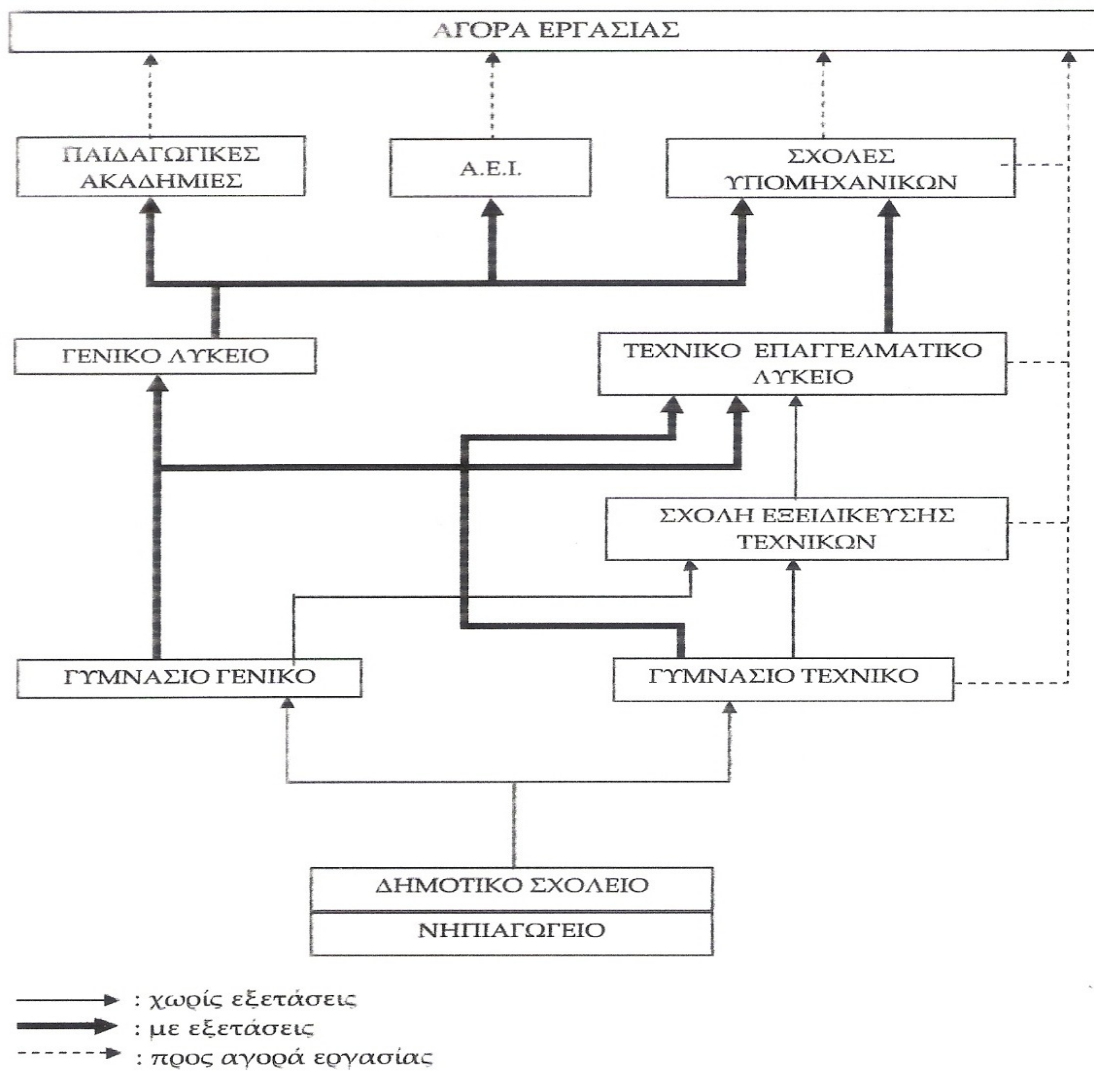 ΑΓΟΡΑ ΕΡΓΑΣΙΑΣ
ΠΑΙΔΑΓΩΓΙΚΕΣ
ΑΚΑΔΗΜΙΕΣ
Α.Ε.Ι.
ΣΧΟΛΕΣ
ΥΠΟΜΗΧΑΝΙΚΩΝ
ΓΕΝΙΚΟ ΛΥΚΕΙΟ
ΤΕΧΝΙΚΟ ΕΠΑΓΓΕΛΜΑΤΙΚΟ
ΛΥΚΕΙΟ
ΣΧΟΛΗ ΕΞΕΙΔΙΚΕΥΣΗΣ
ΤΕΧΝΙΚΩΝ
ΓΥΜΝΑΣΙΟ ΓΕΝΙΚΟ
ΓΥΜΝΑΣΙΟ ΤΕΧΝΙΚΟ
ΔΗΜΟΤΙΚΟ ΣΧΟΛΕΙΟ
ΝΗΠΙΑΓΩΓΕΙΟ
: χωρίς εξετάσεις
: με εξετάσεις
: προς αγορά εργασίας